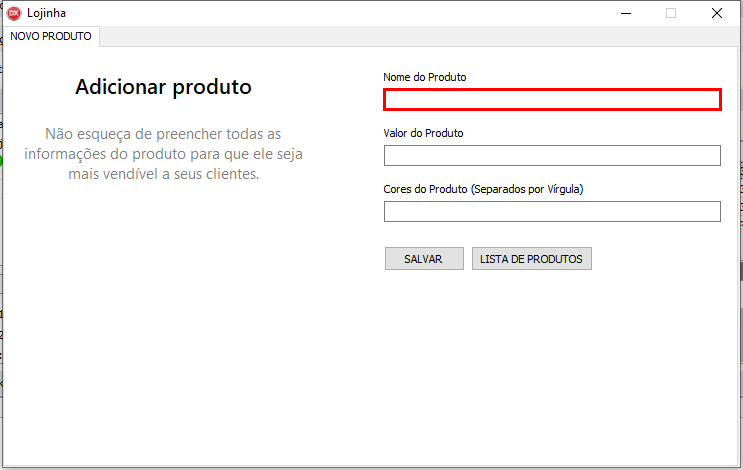 DX Lojinha
NOVO PRODUTO
Adicionar produto
Não esqueça de preencher todas as
informações do produto para que ele seja
mais vendível a seus clientes.
Nome do Produto
Valor do Produto
Cores do Produto (Separados por Vírgula)
SALVAR
LISTA DE PRODUTOS